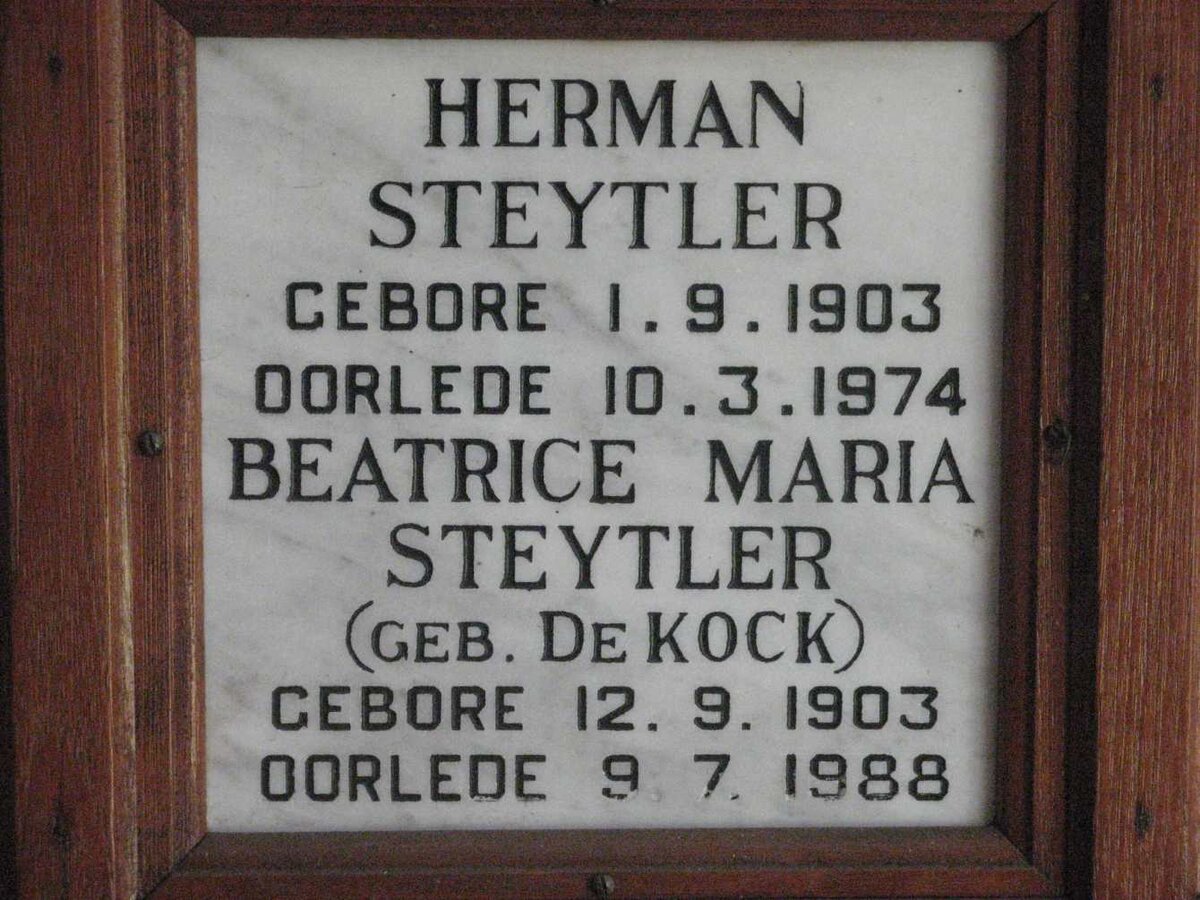 HERMAN
STEYTLER
GEBORE 1.9.1903
OORLEDE 10.3.1974
BEATRICE MARIA
STEYTLER
(GEB. DE KOCK)
GEBORE 12.9.1903
OORLEDE 9.7.1988